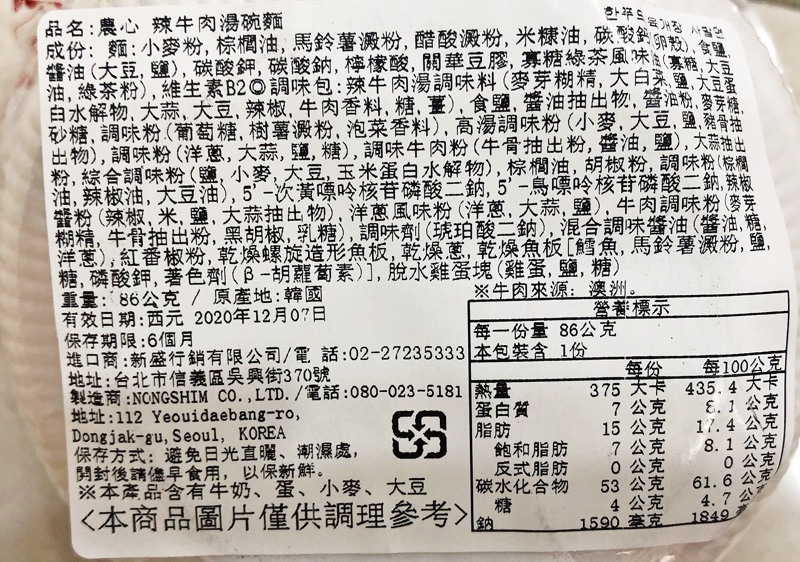 한푸드 육개장 사발면
品名:農心 辣牛肉湯碗麵
成份: 麵:小麥粉, 棕櫚油, 馬鈴薯澱粉, 醋酸澱粉, 米糠油, 碳酸鈣(卵殼), 食鹽,
醬油(大豆, 鹽), 碳酸鉀, 碳酸鈉, 檸檬酸, 關華豆膠, 寡糖綠茶風味油(寡糖, 大豆
油, 綠茶粉), 維生素B2◎調味包:辣牛肉湯調味料(麥芽糊精, 大白菜, 鹽, 大豆蛋
白水解物, 大蒜, 大豆, 辣椒, 牛肉香料, 糖, 薑), 食鹽, 醬油抽出物, 醬油粉, 麥芽糖,
砂糖, 調味粉(葡萄糖, 樹薯澱粉, 泡菜香料), 高湯調味粉(小麥, 大豆, 鹽, 豬骨抽
出物), 調味粉(洋蔥, 大蒜, 鹽, 糖), 調味牛肉粉(牛骨抽出粉, 醬油, 鹽), 大蒜抽出
粉, 綜合調味粉(鹽, 小麥, 大豆, 玉米蛋白水解物), 棕櫚油, 胡椒粉, 調味粉(棕櫚
油, 辣椒油, 大豆油), 5'-次黃嘌呤核苷磷酸二鈉, 5'-鳥嘌呤核苷磷酸二鈉, 辣椒
醬粉(辣椒, 米, 鹽, 大蒜抽出物), 洋蔥風味粉(洋蔥, 大蒜, 鹽), 牛肉調味粉(麥芽
糊精, 牛骨抽出粉, 黑胡椒, 乳糖), 調味劑(琥珀酸二鈉), 混合調味醬油(醬油, 糖,
洋蔥), 紅番椒粉, 乾燥螺旋造形魚板, 乾燥蔥, 乾燥魚板[鱈魚, 馬鈴薯澱粉, 鹽,
糖, 磷酸鉀, 著色劑(β-胡蘿蔔素)], 脫水雞蛋塊(雞蛋, 鹽, 糖)
重量: 86公克 / 原產地:韓國
※牛肉來源: 澳洲。
有效日期:西元 2020年12月07日
保存期限:6個月
進口商:新盛行銷有限公司/電 話:02-27235333
地址:台北市信義區吳興街370號
製造商:NONGSHIM CO.,LTD./電話:080-023-5181
地址:112 Yeouidaebang-ro,
Dongjak-gu, Seoul, KOREA
保存方式: 避免日光直曬、潮濕處,
開封後請儘早食用, 以保新鮮。
※本產品含有牛奶、蛋、小麥、大豆
<本商品圖片僅供調理參考>
營養標示
每一份量 86公克
本包裝含 1份
每份 每100公克
熱量 375 大卡 435.4 大卡
蛋白質 7 公克 8.1 公克
脂肪 15 公克 17.4 公克
飽和脂肪 7 公克 8.1 公克
反式脂肪 0 公克 0 公克
碳水化合物 53 公克 61.6 公克
糖 4 公克 4.7 公克
鈉 1590 毫克 1849 毫